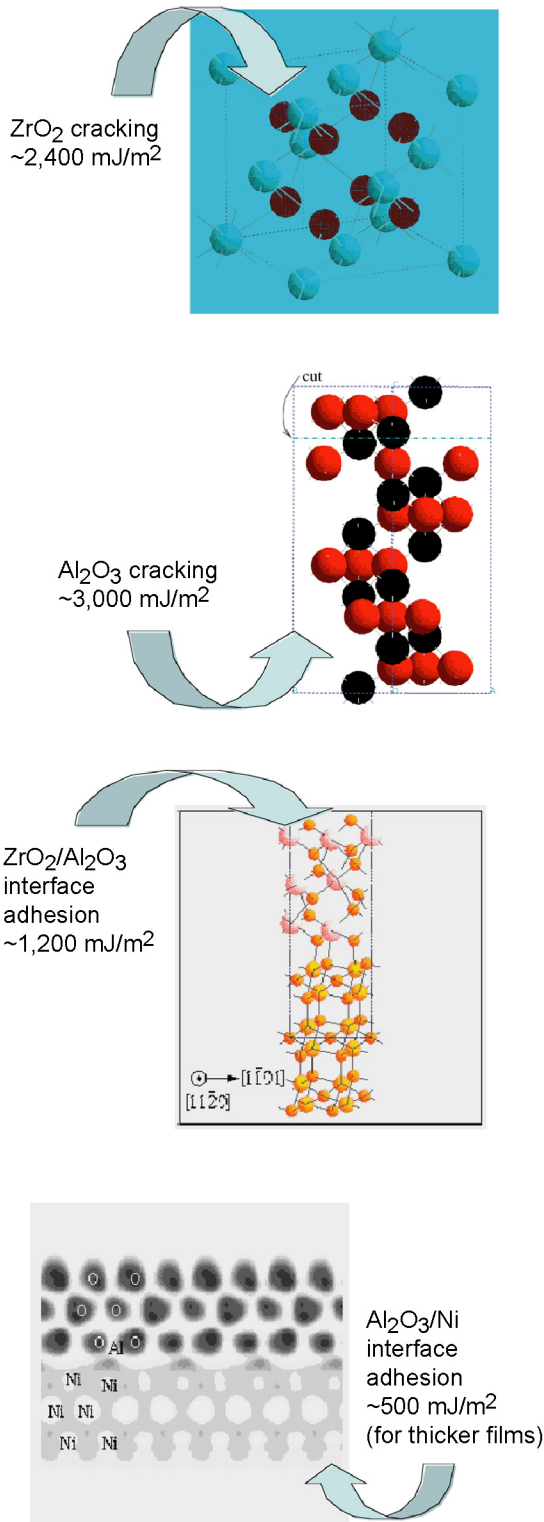 ZrO₂ cracking
~2,400 mJ/m²
cut
C
Al₂O₃ cracking
~3,000 mJ/m²
A
ZrO₂/Al₂O₃
interface
adhesion
~1,200 mJ/m²
[11̄01]
[112̄0]
O O
O O
O O
Al
Ni Ni
Ni Ni
Ni Ni
Al₂O₃/Ni
interface
adhesion
~500 mJ/m²
(for thicker films)